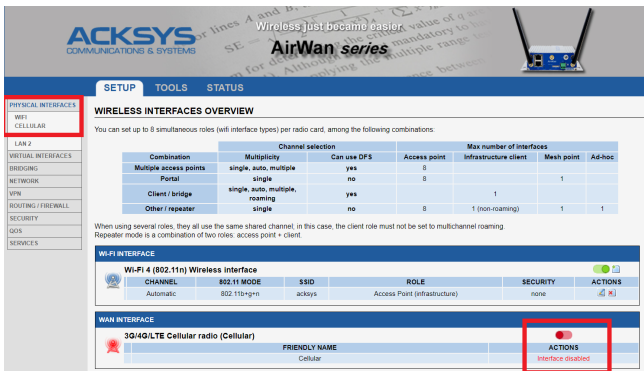 ACKSYS
COMMUNICATIONS & SYSTEMS
Wireless just became easier
AirWan series
SETUP TOOLS STATUS
PHYSICAL INTERFACES
WIFI
CELLULAR
LAN 2
VIRTUAL INTERFACES
BRIDGING
NETWORK
VPN
ROUTING / FIREWALL
SECURITY
QOS
SERVICES
WIRELESS INTERFACES OVERVIEW
You can set up to 8 simultaneous roles (wifi interface types) per radio card, among the following combinations:
Channel selection Max number of interfaces
Combination Multiplicity Can use DFS Access point Infrastructure client Mesh point Ad-hoc
Multiple access points single, auto, multiple yes 8
Portal single no 8 1
Client / bridge single, auto, multiple, roaming yes 1
Other / repeater single no 8 1 (non-roaming) 1 1
When using several roles, they all use the same shared channel; in this case, the client role must not be set to multichannel roaming.
Repeater mode is a combination of two roles: access point + client.
WI-FI INTERFACE
Wi-Fi 4 (802.11n) Wireless interface
CHANNEL 802.11 MODE SSID ROLE SECURITY ACTIONS
Automatic 802.11b+g+n acksys Access Point (infrastructure) none
WAN INTERFACE
3G/4G/LTE Cellular radio (Cellular)
FRIENDLY NAME ACTIONS
Cellular Interface disabled